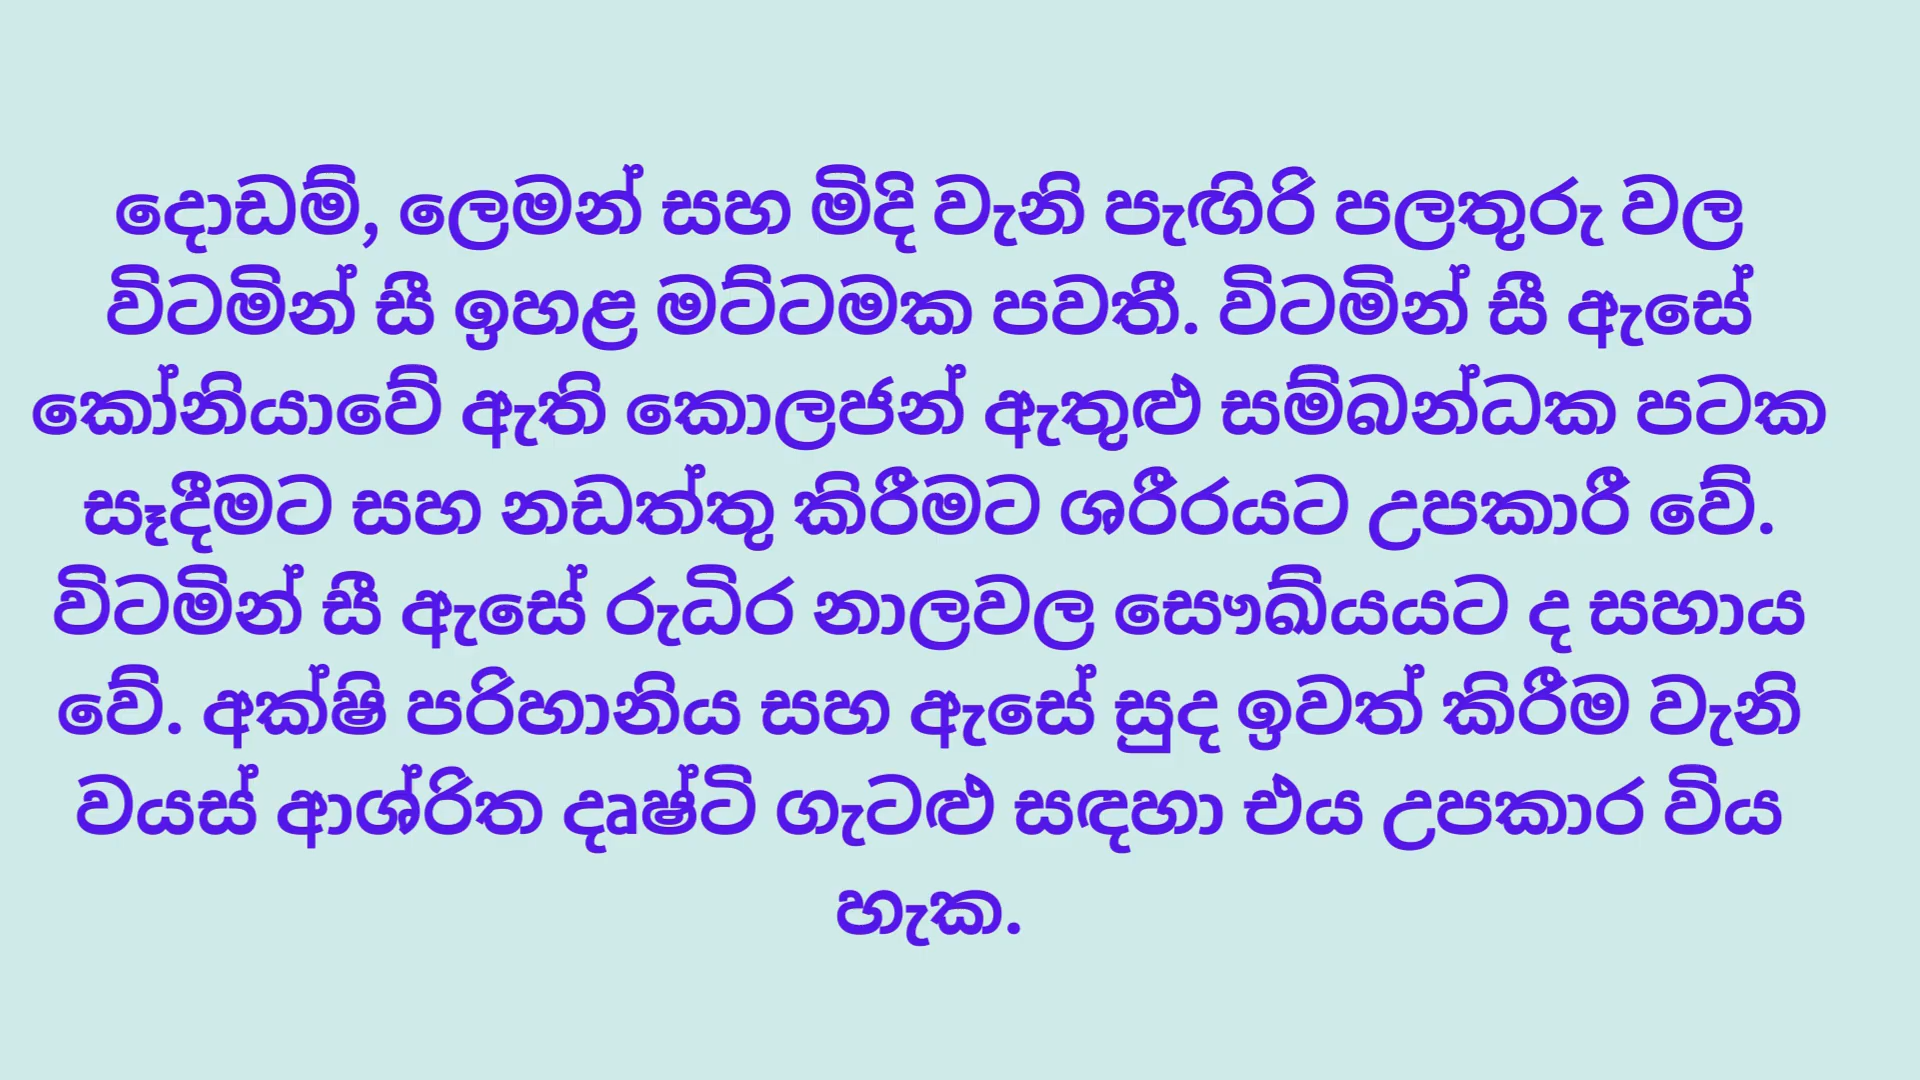 දොඩම්, ලෙමන් සහ මිදි වැනි පැඟිරි පලතුරු වල
විටමින් සී ඉහළ මට්ටමක පවතී. විටමින් සී ඇසේ
කෝනියාවේ ඇති කොලජන් ඇතුළු සම්බන්ධක පටක
සෑදීමට සහ නඩත්තු කිරීමට ශරීරයට උපකාරී වේ.
විටමින් සී ඇසේ රුධිර නාලවල සෞඛ්යයට ද සහාය
වේ. අක්ෂි පරිහානිය සහ ඇසේ සුද ඉවත් කිරීම වැනි
වයස් ආශ්රිත දෘෂ්ටි ගැටළු සඳහා එය උපකාර විය
හැක.